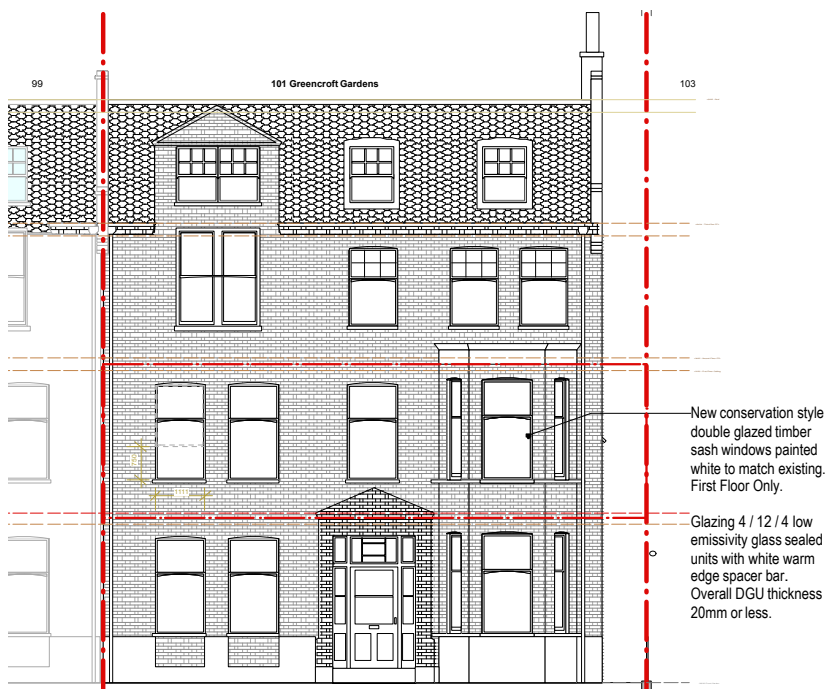 99
101 Greencroft Gardens
103
New conservation style
double glazed timber
sash windows painted
white to match existing.
First Floor Only.
Glazing 4 / 12 / 4 low
emissivity glass sealed
units with white warm
edge spacer bar.
Overall DGU thickness
20mm or less.